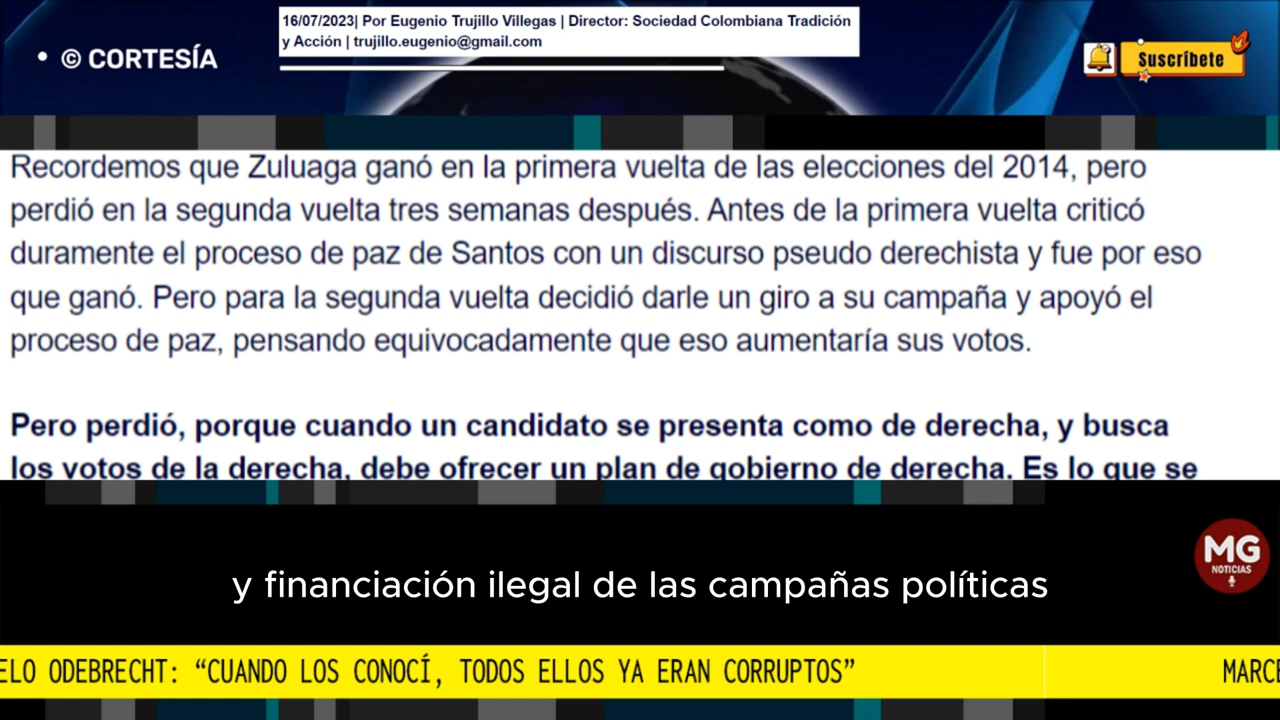 16/07/2023| Por Eugenio Trujillo Villegas | Director: Sociedad Colombiana Tradición
y Acción | trujillo.eugenio@gmail.com
• © CORTESÍA
Suscríbete
Recordemos que Zuluaga ganó en la primera vuelta de las elecciones del 2014, pero
perdió en la segunda vuelta tres semanas después. Antes de la primera vuelta criticó
duramente el proceso de paz de Santos con un discurso pseudo derechista y fue por eso
que ganó. Pero para la segunda vuelta decidió darle un giro a su campaña y apoyó el
proceso de paz, pensando equivocadamente que eso aumentaría sus votos.
Pero perdió, porque cuando un candidato se presenta como de derecha, y busca
los votos de la derecha, debe ofrecer un plan de gobierno de derecha. Es lo que se
MG
NOTICIAS
y financiación ilegal de las campañas políticas
ELO ODEBRECHT: “CUANDO LOS CONOCÍ, TODOS ELLOS YA ERAN CORRUPTOS” MARCE